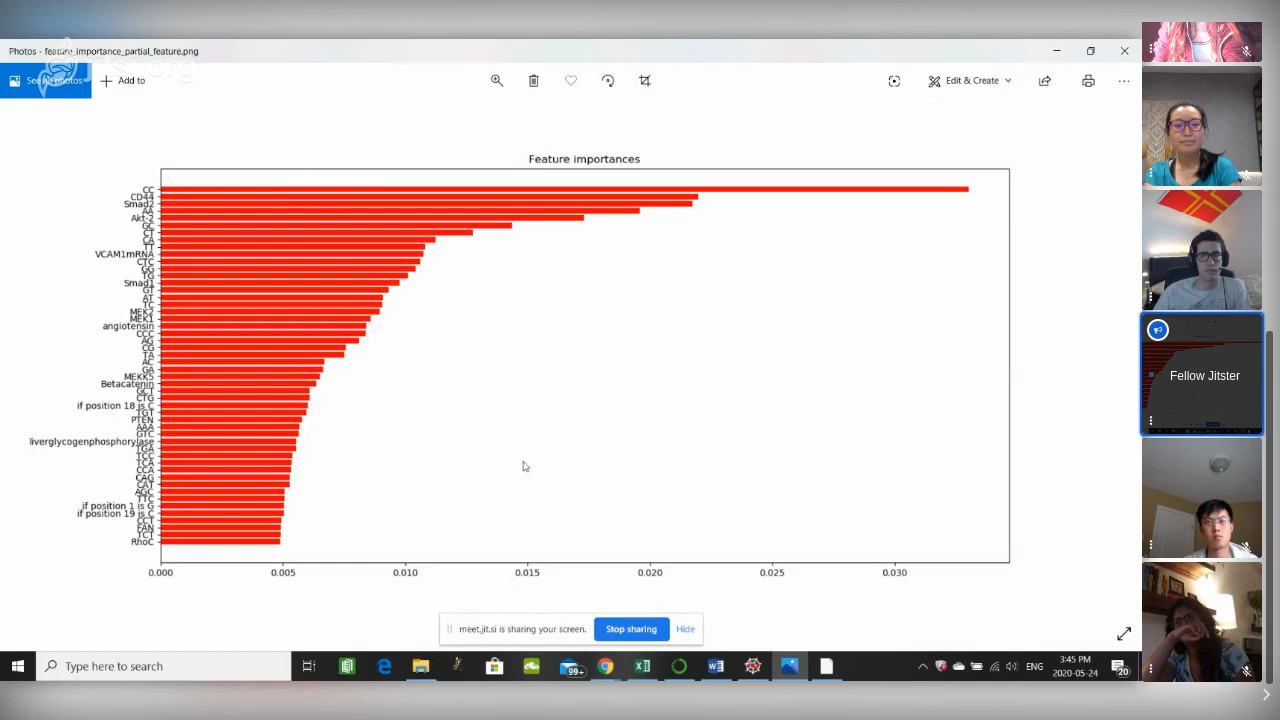 Photos - feature_importance_partial_feature.png
See all photos
Add to
Edit & Create
Feature importances
CC
CD44
Smad2
AA
Akt-2
GC
CT
CA
TT
VCAM1mRNA
CTC
GG
TG
Smad1
GT
AT
TC
MEK2
MEK1
angiotensin
CCC
AG
CG
TA
AC
GA
MEKK5
Betacatenin
GCT
CTG
if position 18 is C
TGT
PTEN
AAA
GTC
liverglycogenphosphorylase
TGA
TCC
TCA
CCA
CAG
CAT
AGC
TTC
if position 1 is G
if position 19 is C
CCT
FAN
TCT
RhoC
0.000 0.005 0.010 0.015 0.020 0.025 0.030
meet.jit.si is sharing your screen.
Stop sharing
Hide
Type here to search
99+
ENG
3:45 PM
2020-05-24
20
Fellow Jitster